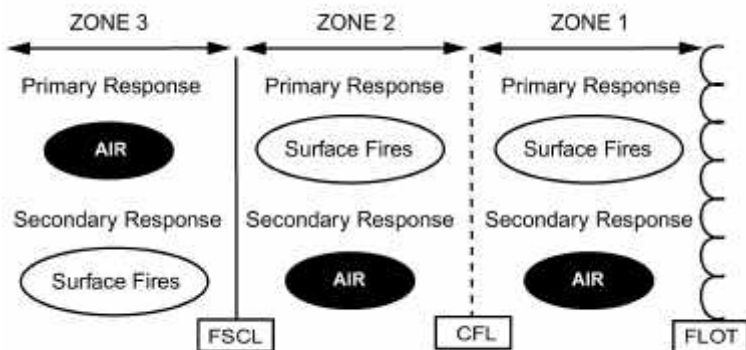 ZONE 3
ZONE 2
ZONE 1
Primary Response
Primary Response
Primary Response
AIR
Surface Fires
Surface Fires
Secondary Response
Secondary Response
Secondary Response
Surface Fires
AIR
AIR
FSCL
CFL
FLOT